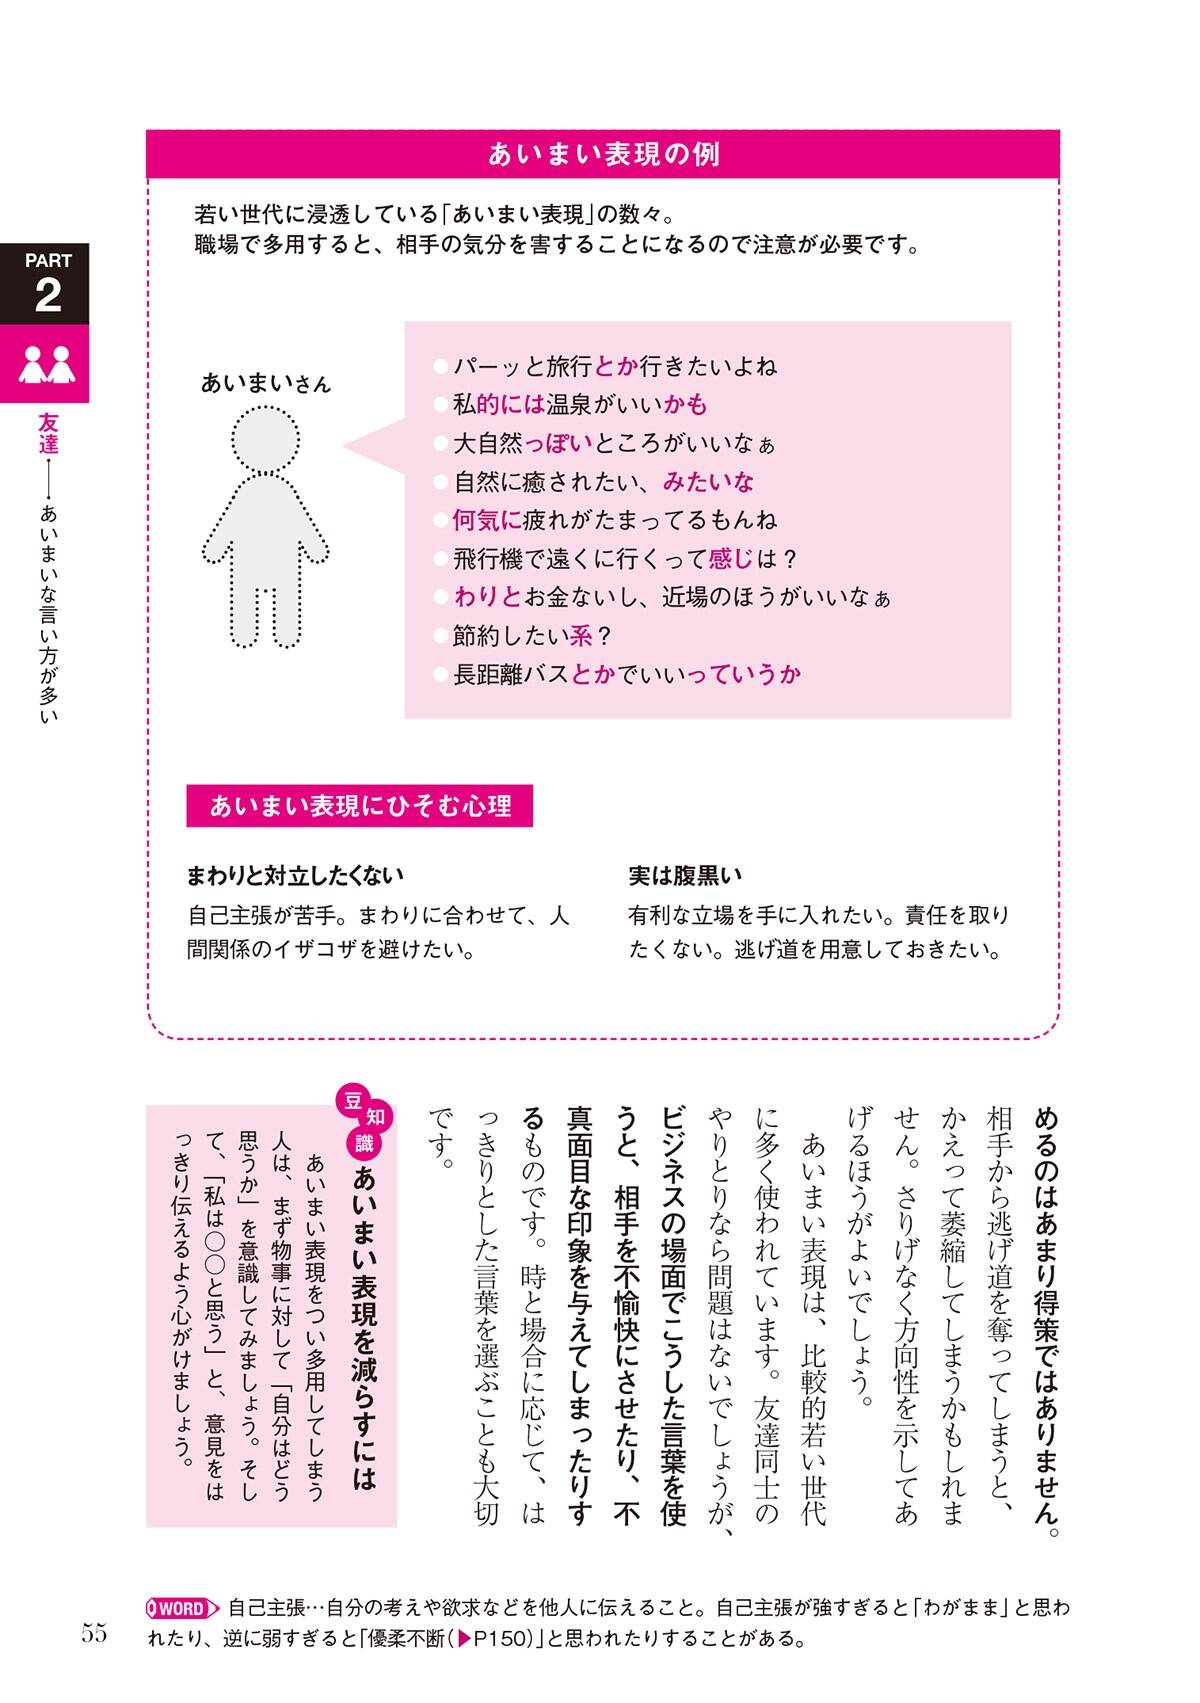 あいまい表現の例
若い世代に浸透している「あいまい表現」の数々。
職場で多用すると、相手の気分を害することになるので注意が必要です。
PART
2
友達――あいまいな言い方が多い
あいまいさん
●パーッと旅行とか行きたいよね
●私的には温泉がいいかも
●大自然っぽいところがいいなぁ
●自然に癒されたい、みたいな
●何気に疲れがたまってるもんね
●飛行機で遠くに行くって感じは？
●わりとお金ないし、近場のほうがいいなぁ
●節約したい系？
●長距離バスとかでいいっていうか
あいまい表現にひそむ心理
まわりと対立したくない
自己主張が苦手。まわりに合わせて、人
間関係のイザコザを避けたい。
実は腹黒い
有利な立場を手に入れたい。責任を取り
たくない。逃げ道を用意しておきたい。
めるのはあまり得策ではありません。
相手から逃げ道を奪ってしまうと、
かえって萎縮してしまうかもしれま
せん。さりげなく方向性を示してあ
げるほうがよいでしょう。
あいまい表現は、比較的若い世代
に多く使われています。友達同士の
やりとりなら問題はないでしょうが、
ビジネスの場面でこうした言葉を使
うと、相手を不愉快にさせたり、不
真面目な印象を与えてしまったりす
るものです。時と場合に応じて、は
っきりとした言葉を選ぶことも大切
です。
豆知識
あいまい表現を減らすには
あいまい表現をつい多用してしまう
人は、まず物事に対して「自分はどう
思うか」を意識してみましょう。そし
て、「私は○○と思う」と、意見をは
っきり伝えるよう心がけましょう。
WORD 自己主張…自分の考えや欲求などを他人に伝えること。自己主張が強すぎると「わがまま」と思わ
れたり、逆に弱すぎると「優柔不断（▶P150）」と思われたりすることがある。
55